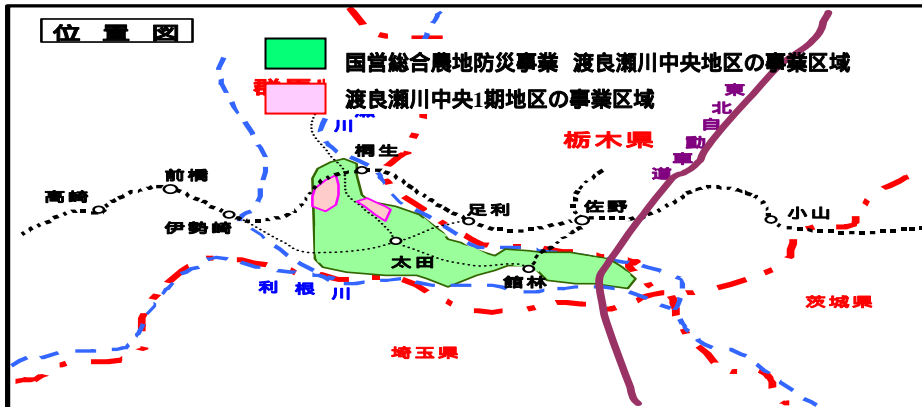 位置図
国営総合農地防災事業 渡良瀬川中央地区の事業区域
渡良瀬川中央1期地区の事業区域
川
東北自動車道
栃木県
桐生
前橋
高崎
伊勢崎
足利
佐野
小山
太田
館林
利根川
茨城県
埼玉県